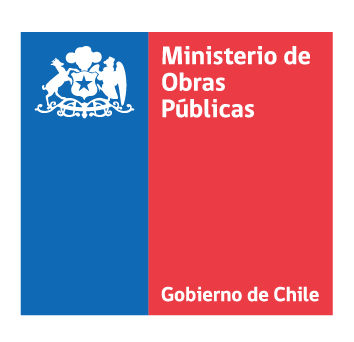 Ministerio de
Obras
Públicas
Gobierno de Chile